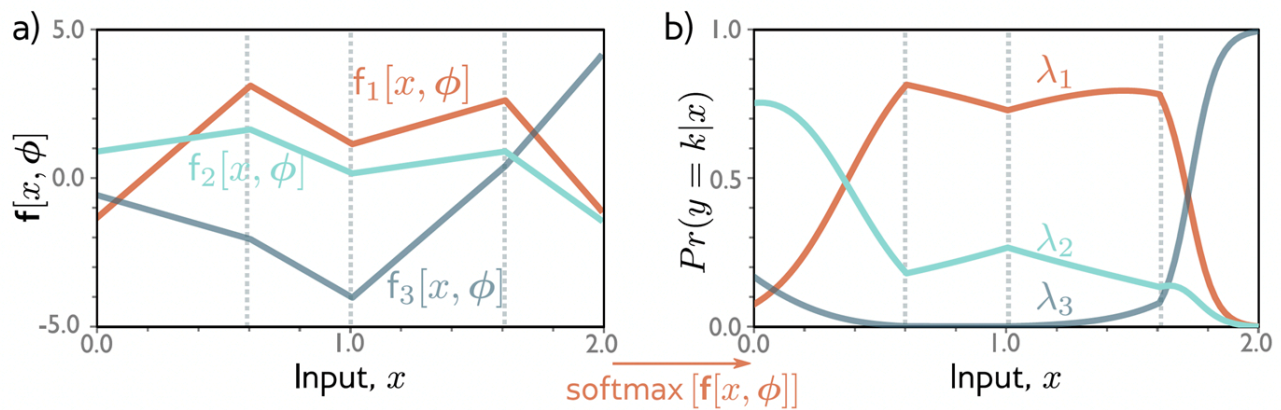 a)
5.0
0.0
-5.0
f[x, ϕ]
f₁[x, ϕ]
f₂[x, ϕ]
f₃[x, ϕ]
0.0 1.0 2.0
Input, x
softmax [f[x, ϕ]]
b)
1.0
0.5
0.0
Pr(y = k|x)
λ₁
λ₂
λ₃
0.0 1.0 2.0
Input, x